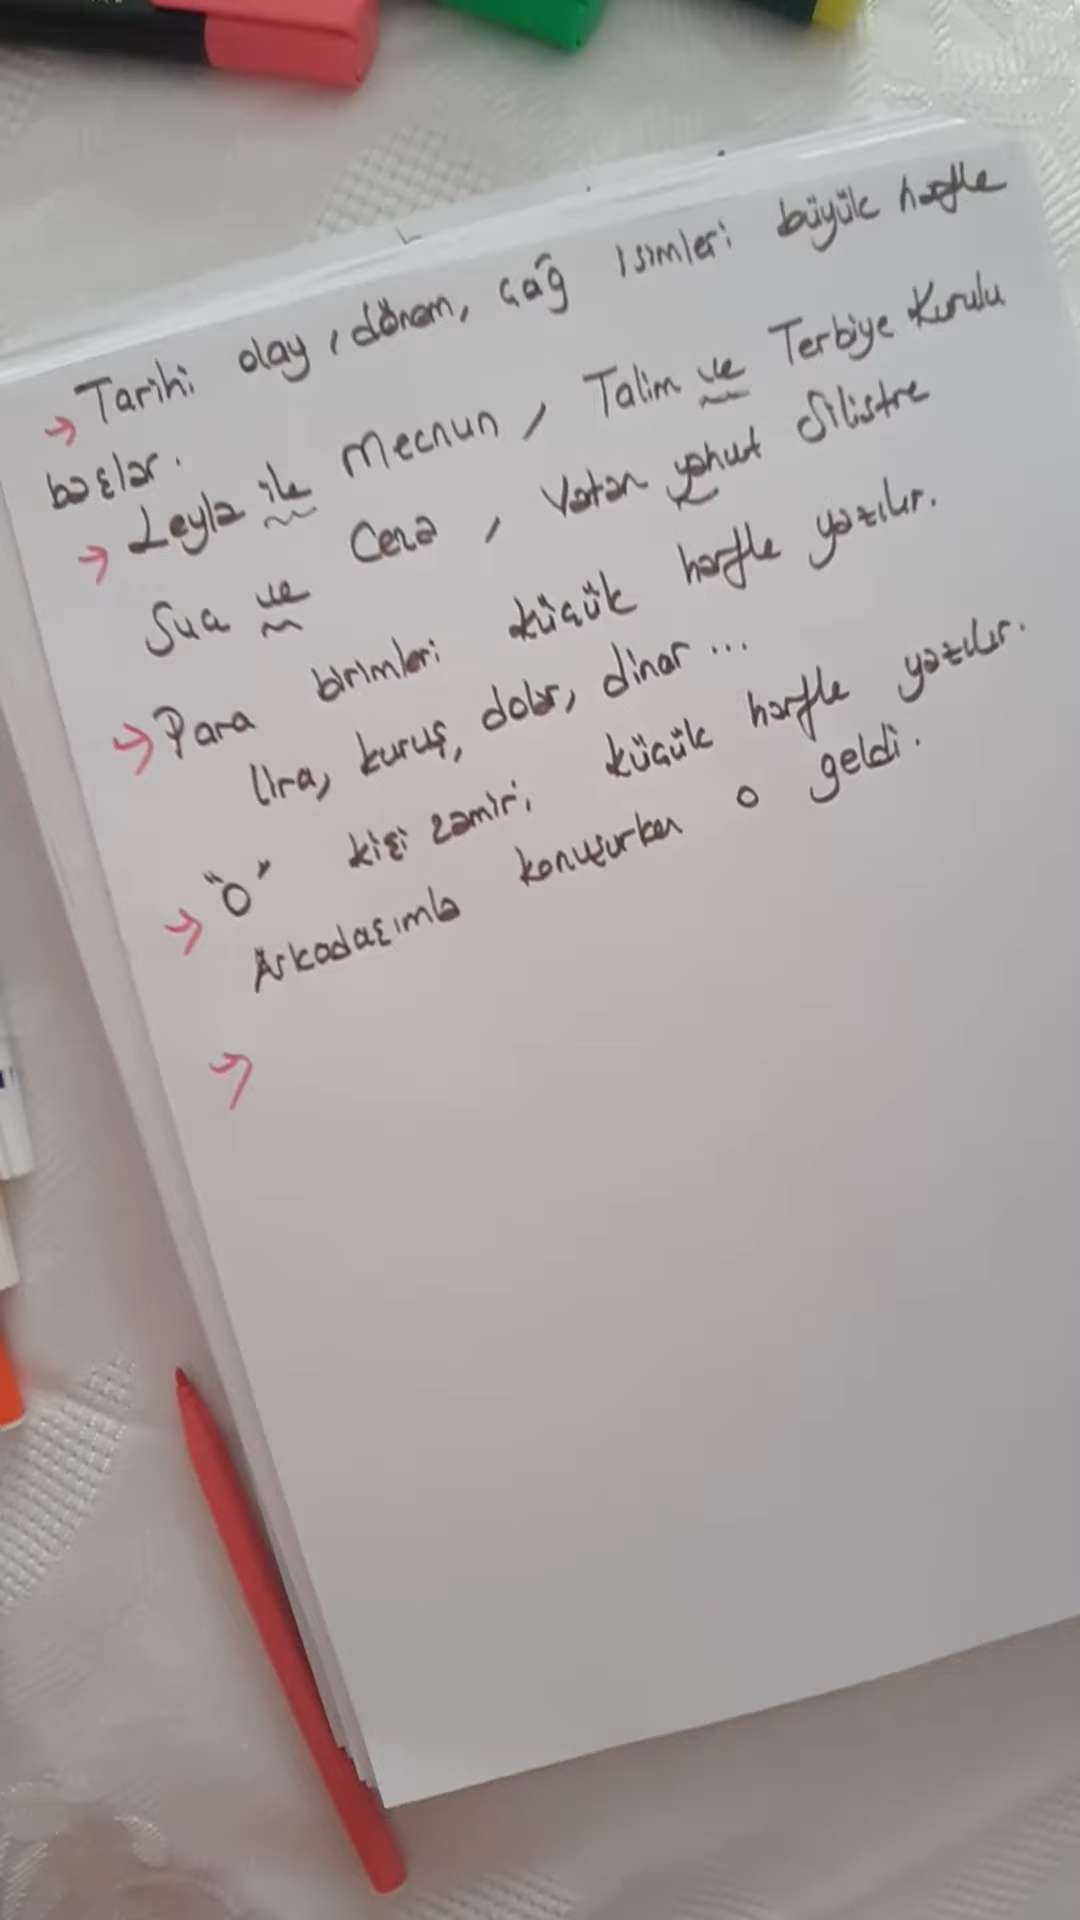 → Tarihi olay, dönem, çağ isimleri büyük harfle
başlar.
→ Leyla ile Mecnun, Talim ve Terbiye Kurulu
Suç ve Ceza, Vatan yahut Silistre
→ Para birimleri küçük harfle yazılır.
lira, kuruş, dolar, dinar...
→ "O" kişi zamiri küçük harfle yazılır.
Arkadaşımla konuşurken o geldi.
→